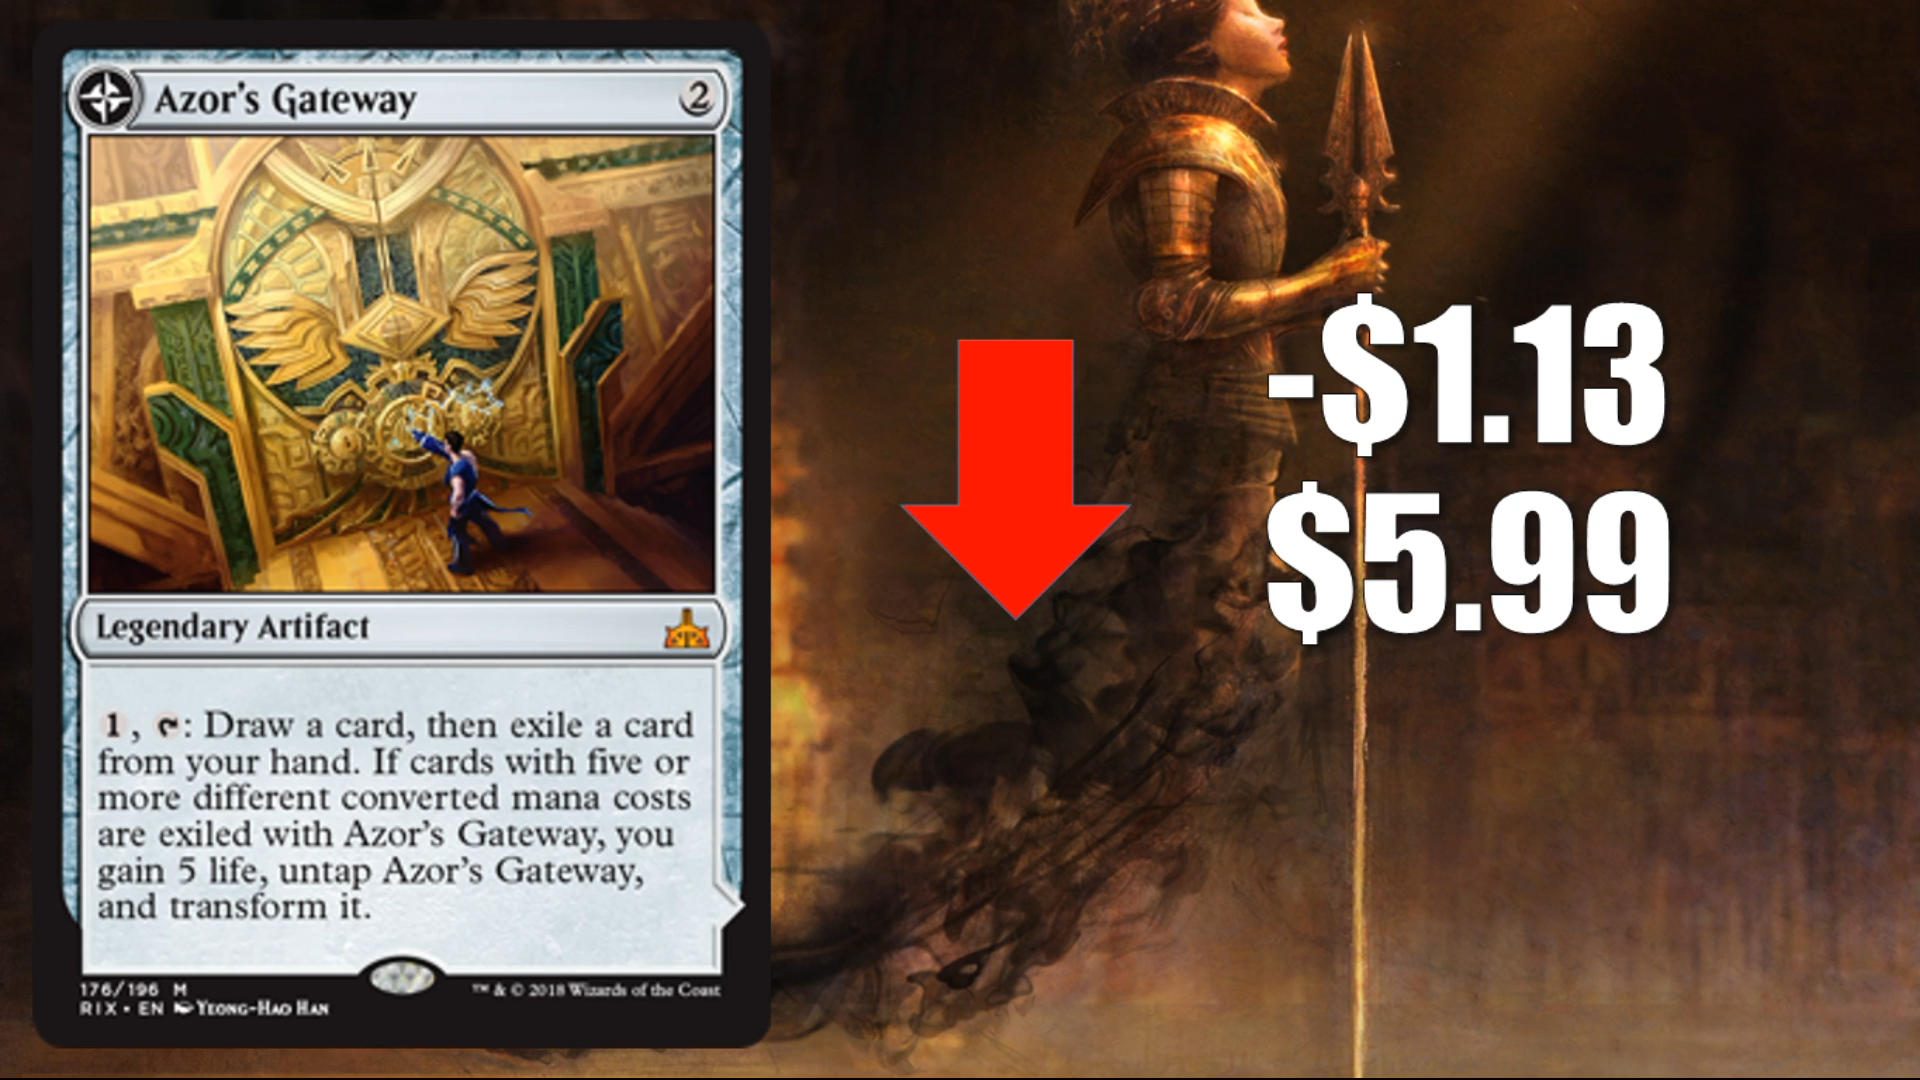 Azor's Gateway 2
Legendary Artifact
1, T: Draw a card, then exile a card
from your hand. If cards with five or
more different converted mana costs
are exiled with Azor's Gateway, you
gain 5 life, untap Azor's Gateway,
and transform it.
176/196 M
RIX • EN Yeong-Hao Han
™ & © 2018 Wizards of the Coast
-$1.13
$5.99